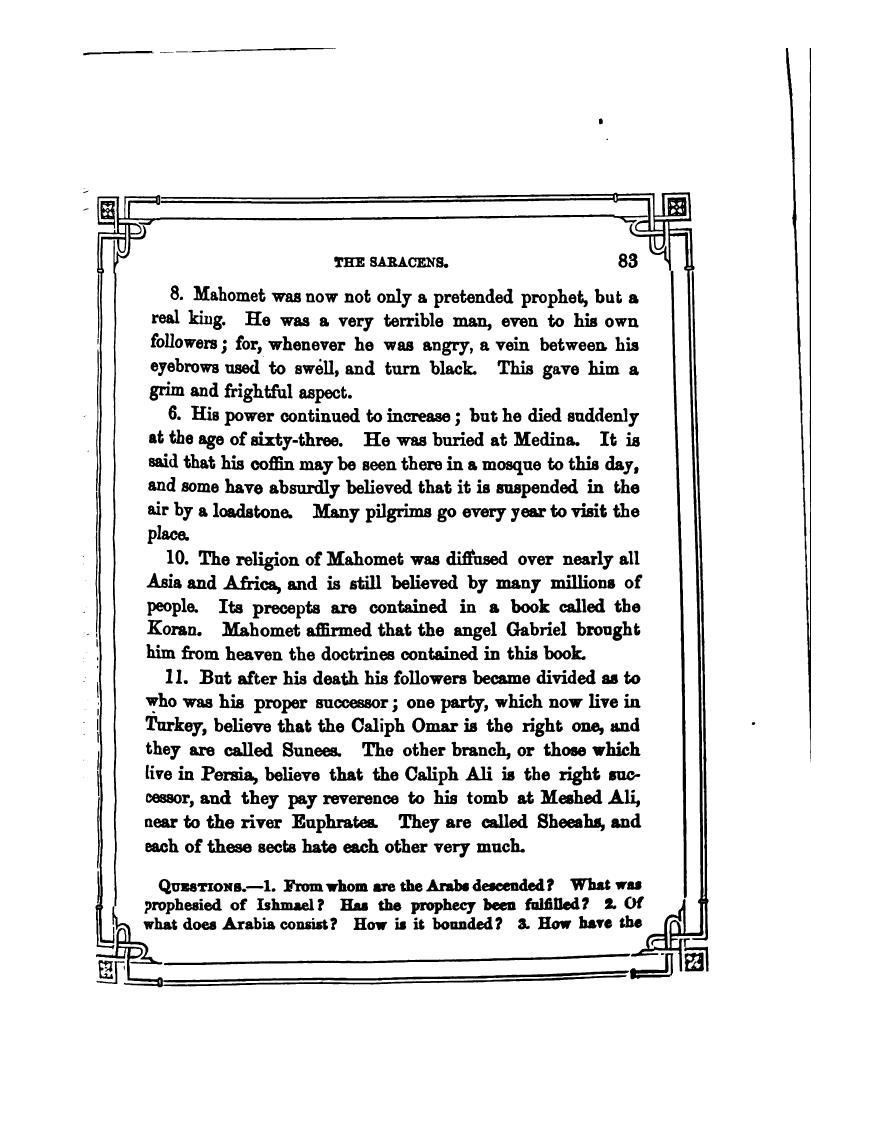 THE SARACENS. 83
8. Mahomet was now not only a pretended prophet, but a
real king. He was a very terrible man, even to his own
followers; for, whenever he was angry, a vein between his
eyebrows used to swell, and turn black. This gave him a
grim and frightful aspect.
6. His power continued to increase; but he died suddenly
at the age of sixty-three. He was buried at Medina. It is
said that his coffin may be seen there in a mosque to this day,
and some have absurdly believed that it is suspended in the
air by a loadstone. Many pilgrims go every year to visit the
place.
10. The religion of Mahomet was diffused over nearly all
Asia and Africa, and is still believed by many millions of
people. Its precepts are contained in a book called the
Koran. Mahomet affirmed that the angel Gabriel brought
him from heaven the doctrines contained in this book.
11. But after his death his followers became divided as to
who was his proper successor; one party, which now live in
Turkey, believe that the Caliph Omar is the right one, and
they are called Sunees. The other branch, or those which
live in Persia, believe that the Caliph Ali is the right suc-
cessor, and they pay reverence to his tomb at Meshed Ali,
near to the river Euphrates. They are called Sheeahs, and
each of these sects hate each other very much.
QUESTIONS.—1. From whom are the Arabs descended? What was
prophesied of Ishmael? Has the prophecy been fulfilled? 2. Of
what does Arabia consist? How is it bounded? 3. How have the